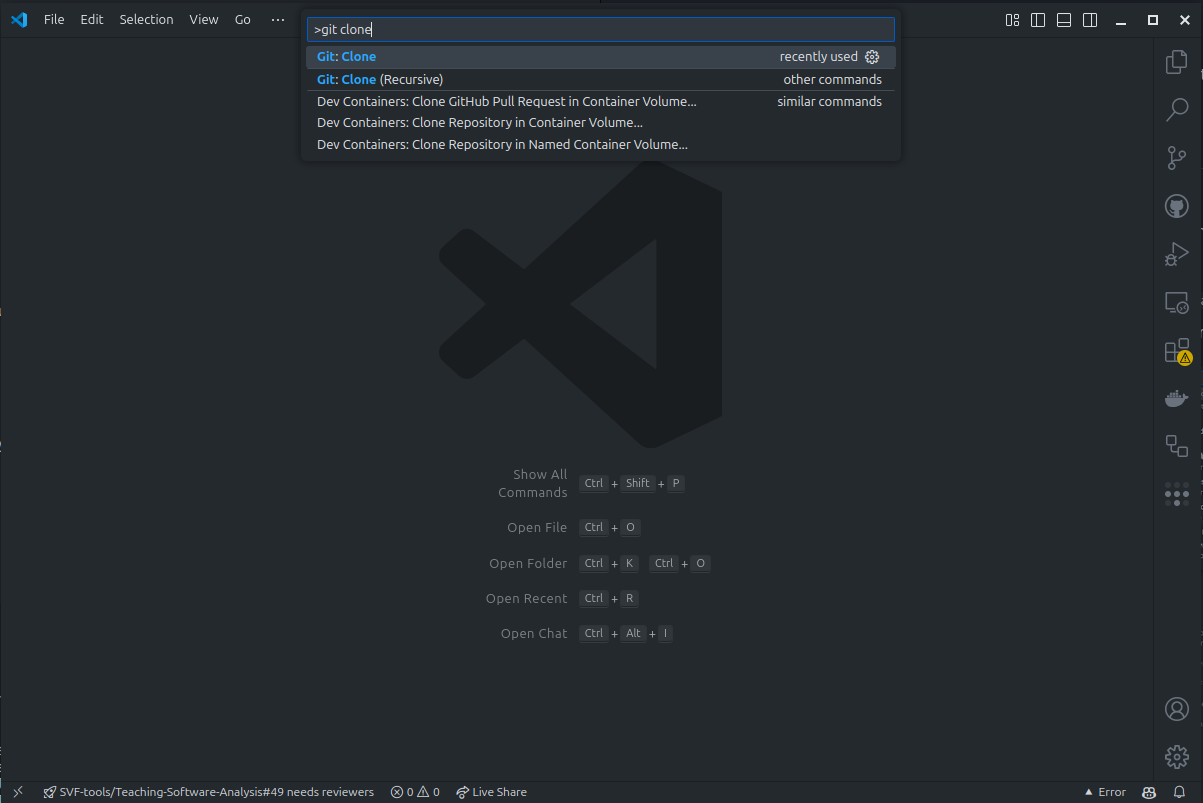 File Edit Selection View Go ···
>git clone
Git: Clone recently used
Git: Clone (Recursive) other commands
Dev Containers: Clone GitHub Pull Request in Container Volume... similar commands
Dev Containers: Clone Repository in Container Volume...
Dev Containers: Clone Repository in Named Container Volume...
Show All
Commands Ctrl + Shift + P
Open File Ctrl + O
Open Folder Ctrl + K Ctrl + O
Open Recent Ctrl + R
Open Chat Ctrl + Alt + I
SVF-tools/Teaching-Software-Analysis#49 needs reviewers 0 0 Live Share Error